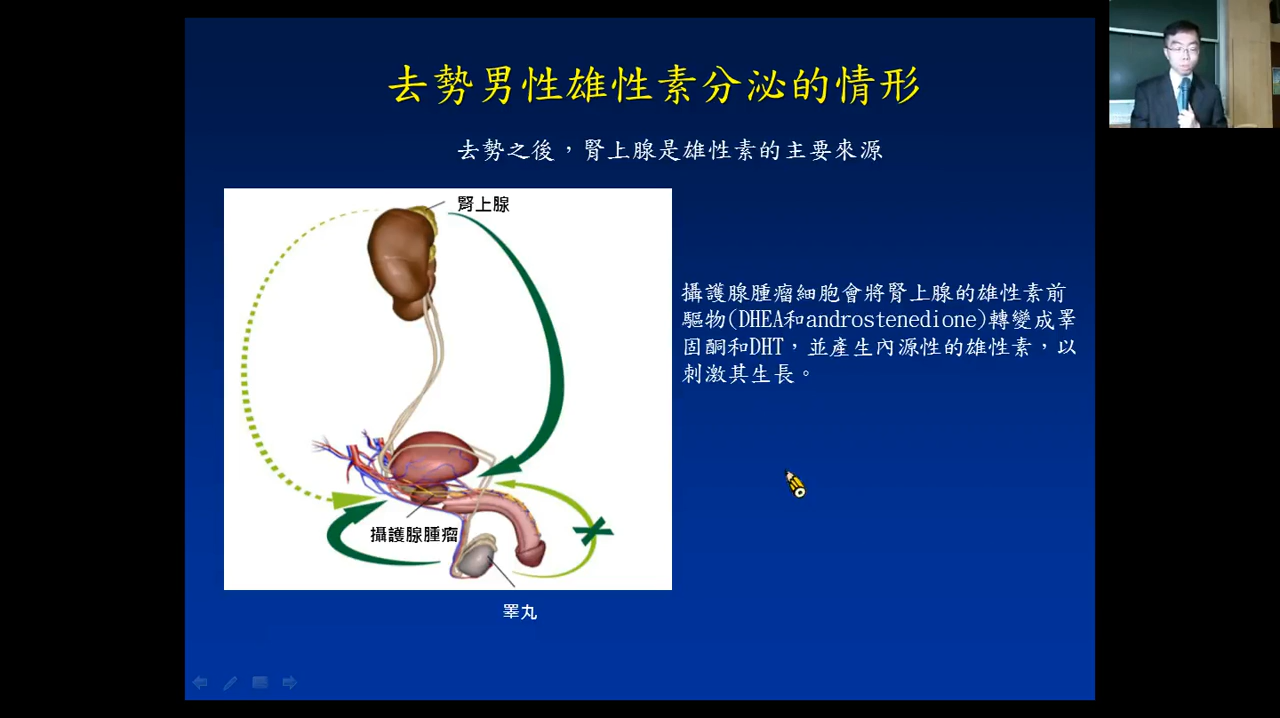 去勢男性雄性素分泌的情形
去勢之後，腎上腺是雄性素的主要來源
腎上腺
攝護腺腫瘤細胞會將腎上腺的雄性素前
驅物(DHEA和androstenedione)轉變成睪
固酮和DHT，並產生內源性的雄性素，以
刺激其生長。
攝護腺腫瘤
睪丸